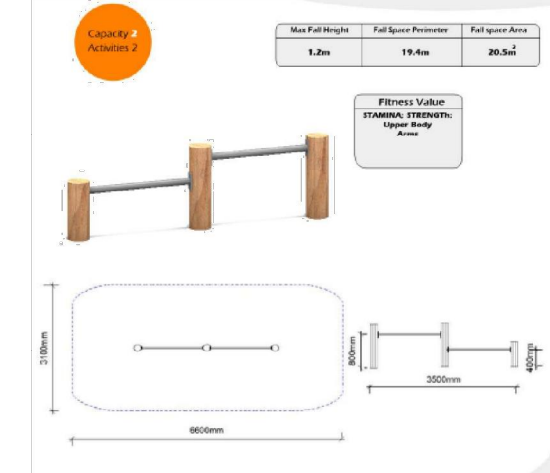 Capacity 2
Activities 2
Max Fall Height Fall Space Perimeter Fall space Area
1.2m 19.4m 20.5m²
Fitness Value
STAMINA; STRENGTH:
Upper Body
Arms
3100mm
6600mm
800mm
3500mm
400mm